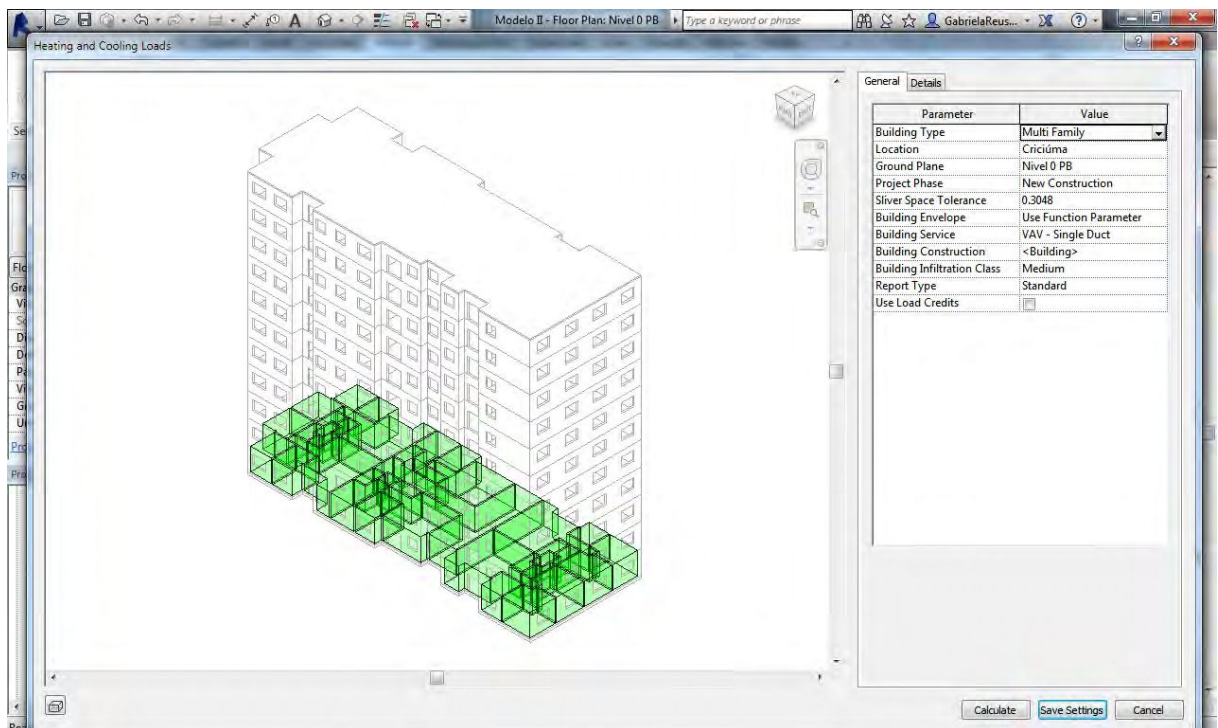 Modelo II - Floor Plan: Nivel 0 PB
Type a keyword or phrase
GabrielaReus...
Heating and Cooling Loads
General Details
Parameter Value
Building Type Multi Family
Location Criciúma
Ground Plane Nivel 0 PB
Project Phase New Construction
Sliver Space Tolerance 0.3048
Building Envelope Use Function Parameter
Building Service VAV - Single Duct
Building Construction <Building>
Building Infiltration Class Medium
Report Type Standard
Use Load Credits
Calculate Save Settings Cancel